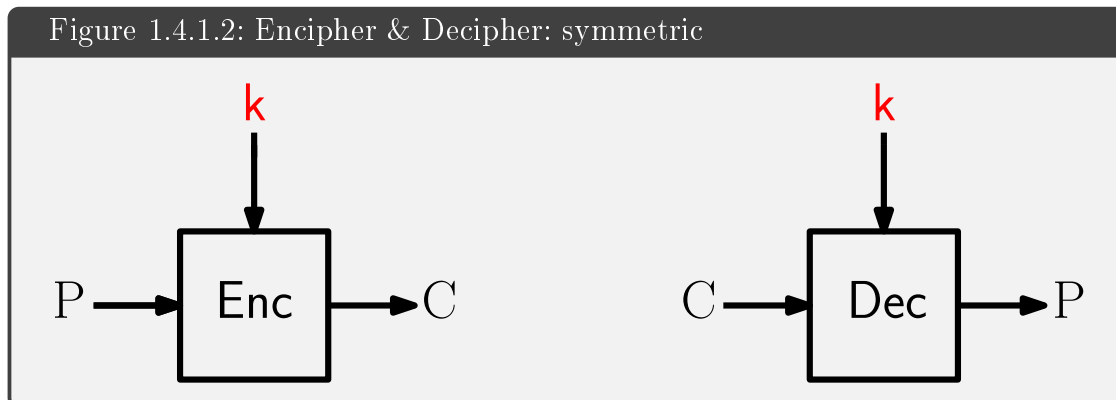 Figure 1.4.1.2: Encipher & Decipher: symmetric
k k
P Enc C C Dec P